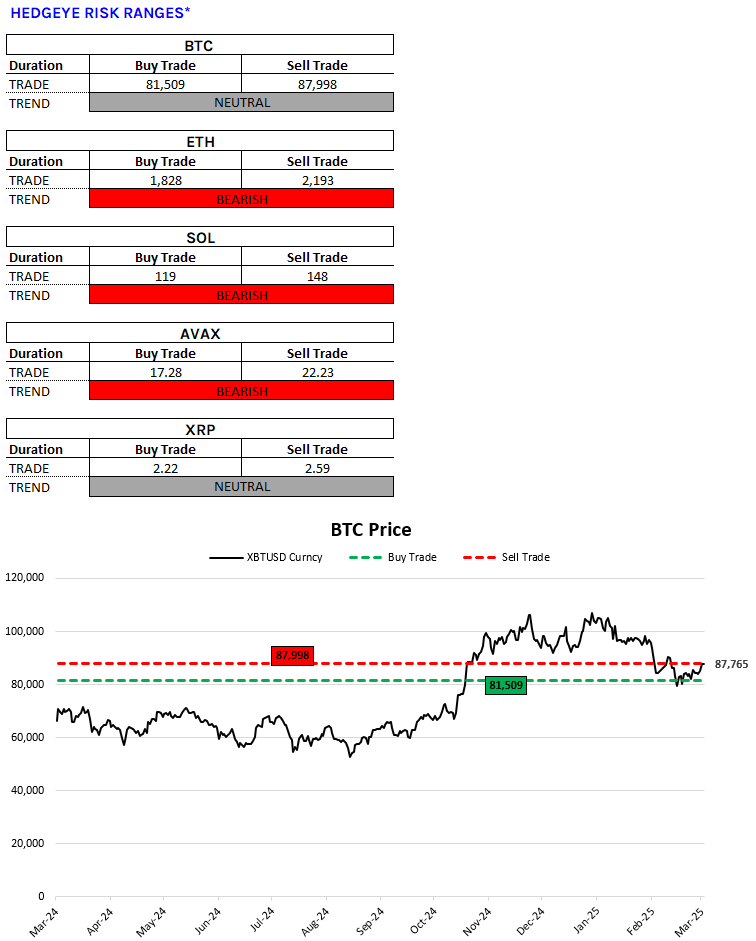 HEDGEYE RISK RANGES*
BTC
Duration Buy Trade Sell Trade
TRADE 81,509 87,998
TREND NEUTRAL
ETH
Duration Buy Trade Sell Trade
TRADE 1,828 2,193
TREND BEARISH
SOL
Duration Buy Trade Sell Trade
TRADE 119 148
TREND BEARISH
AVAX
Duration Buy Trade Sell Trade
TRADE 17.28 22.23
TREND BEARISH
XRP
Duration Buy Trade Sell Trade
TRADE 2.22 2.59
TREND NEUTRAL
BTC Price
XBTUSD Curncy Buy Trade Sell Trade
120,000
100,000
87,998
87,765
80,000
81,509
60,000
40,000
20,000
0
Mar-24 Apr-24 May-24 Jun-24 Jul-24 Aug-24 Sep-24 Oct-24 Nov-24 Dec-24 Jan-25 Feb-25 Mar-25